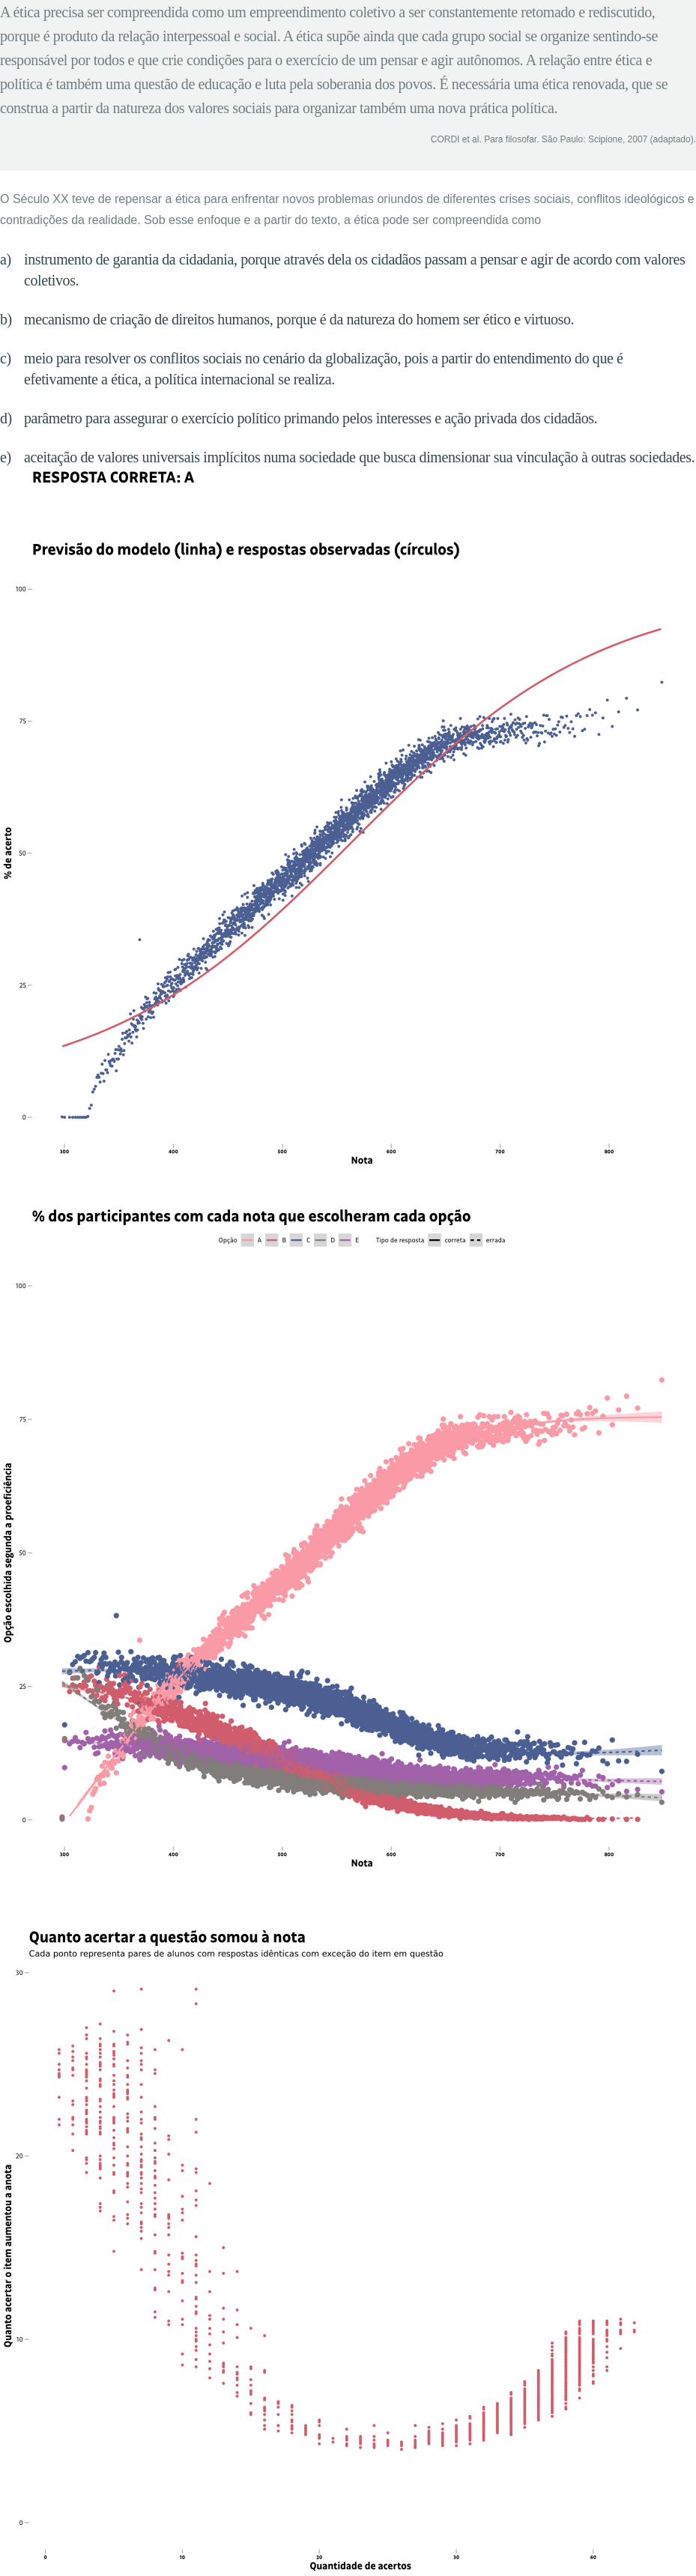 A ética precisa ser compreendida como um empreendimento coletivo a ser constantemente retomado e rediscutido,
porque é produto da relação interpessoal e social. A ética supõe ainda que cada grupo social se organize sentindo-se
responsável por todos e que crie condições para o exercício de um pensar e agir autônomos. A relação entre ética e
política é também uma questão de educação e luta pela soberania dos povos. É necessária uma ética renovada, que se
construa a partir da natureza dos valores sociais para organizar também uma nova prática política.
CORDI et al. Para filosofar. São Paulo: Scipione, 2007 (adaptado).
O Século XX teve de repensar a ética para enfrentar novos problemas oriundos de diferentes crises sociais, conflitos ideológicos e
contradições da realidade. Sob esse enfoque e a partir do texto, a ética pode ser compreendida como
a) instrumento de garantia da cidadania, porque através dela os cidadãos passam a pensar e agir de acordo com valores
coletivos.
b) mecanismo de criação de direitos humanos, porque é da natureza do homem ser ético e virtuoso.
c) meio para resolver os conflitos sociais no cenário da globalização, pois a partir do entendimento do que é
efetivamente a ética, a política internacional se realiza.
d) parâmetro para assegurar o exercício político primando pelos interesses e ação privada dos cidadãos.
e) aceitação de valores universais implícitos numa sociedade que busca dimensionar sua vinculação à outras sociedades.
RESPOSTA CORRETA: A
Previsão do modelo (linha) e respostas observadas (círculos)
100
75
50
25
0
% de acerto
300 400 500 600 700 800
Nota
% dos participantes com cada nota que escolheram cada opção
Opção A B C D E Tipo de resposta correta errada
100
75
50
25
0
Opção escolhida segunda a proeficiência
300 400 500 600 700 800
Nota
Quanto acertar a questão somou à nota
Cada ponto representa pares de alunos com respostas idênticas com exceção do item em questão
30
20
10
0
Quanto acertar o item aumentou a anota
0 10 20 30 40
Quantidade de acertos